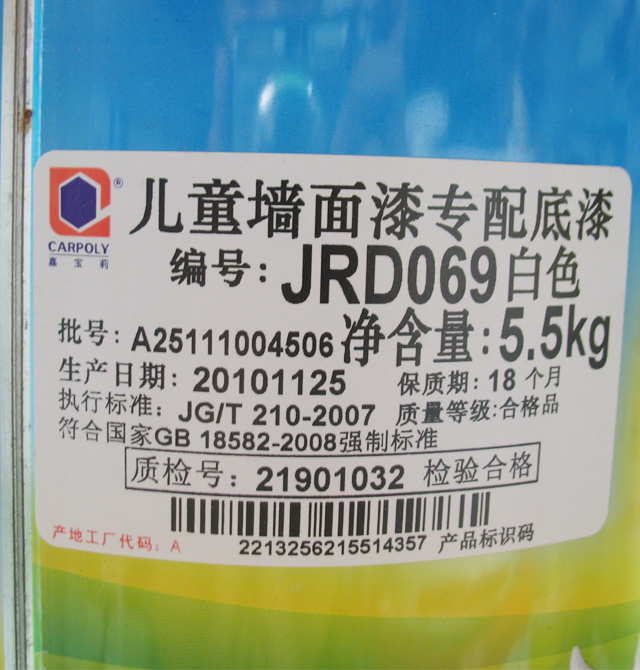 儿童墙面漆专配底漆
®
CARPOLY
嘉宝莉
编号：JRD069白色
批号：A25111004506 净含量：5.5kg
生产日期：20101125 保质期：18个月
执行标准：JG/T 210-2007 质量等级：合格品
符合国家GB 18582-2008强制标准
质检号：21901032 检验合格
产地工厂代码：A
2213256215514357 产品标识码